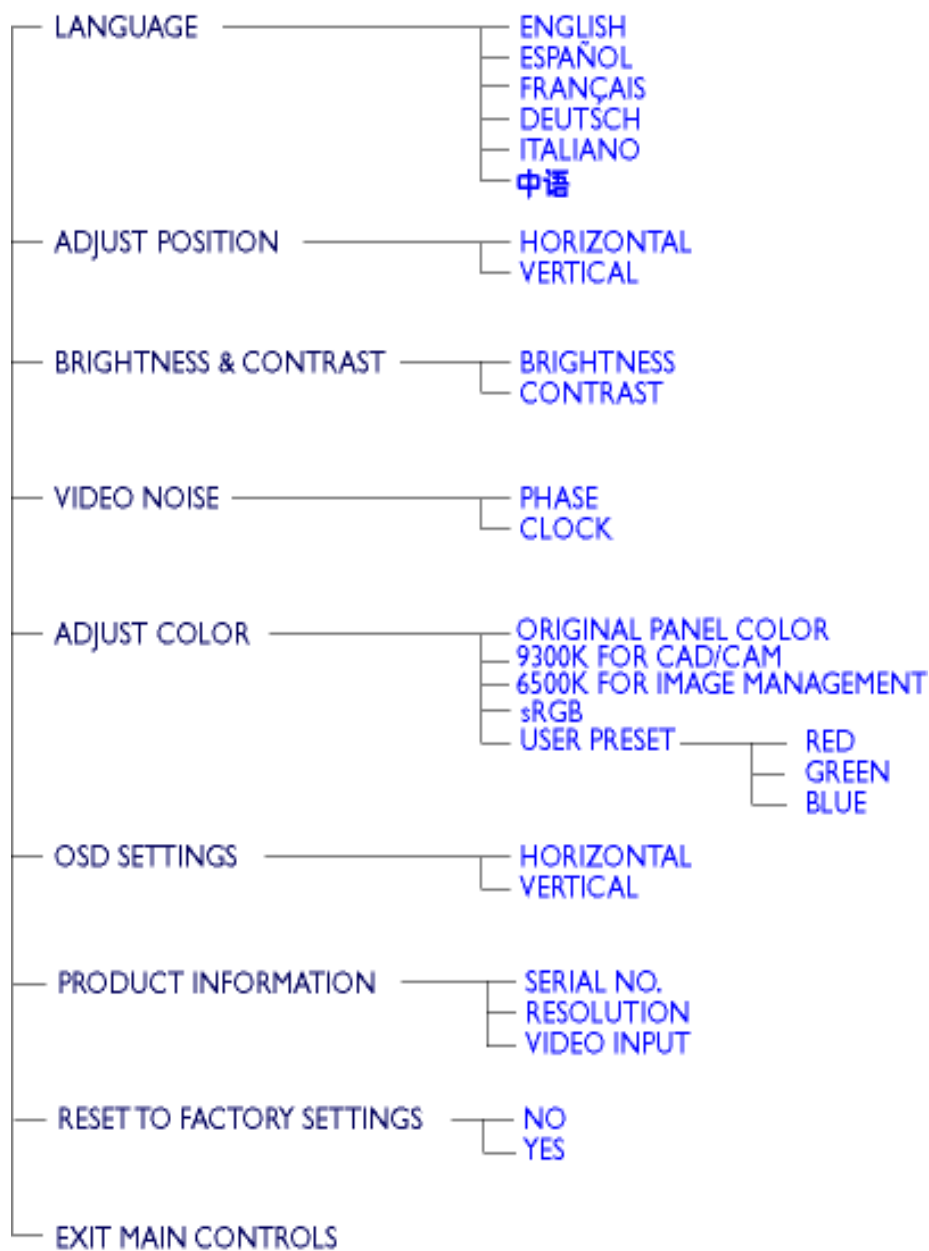 LANGUAGE
ENGLISH
ESPAÑOL
FRANÇAIS
DEUTSCH
ITALIANO
中语
ADJUST POSITION
HORIZONTAL
VERTICAL
BRIGHTNESS & CONTRAST
BRIGHTNESS
CONTRAST
VIDEO NOISE
PHASE
CLOCK
ADJUST COLOR
ORIGINAL PANEL COLOR
9300K FOR CAD/CAM
6500K FOR IMAGE MANAGEMENT
sRGB
USER PRESET
RED
GREEN
BLUE
OSD SETTINGS
HORIZONTAL
VERTICAL
PRODUCT INFORMATION
SERIAL NO.
RESOLUTION
VIDEO INPUT
RESET TO FACTORY SETTINGS
NO
YES
EXIT MAIN CONTROLS